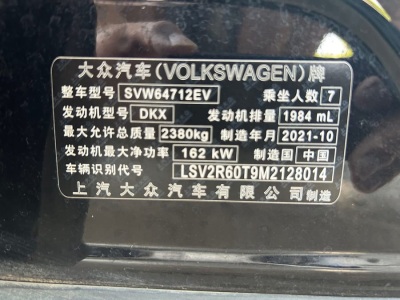 大众汽车(VOLKSWAGEN)牌
整车型号 SVW64712EV 乘坐人数 7
发动机型号 DKX 发动机排量 1984 mL
最大允许总质量 2380kg 制造年月 2021-10
发动机最大净功率 162 kW 制造国 中国
车辆识别代号 LSV2R60T9M2128014
上汽大众汽车有限公司制造